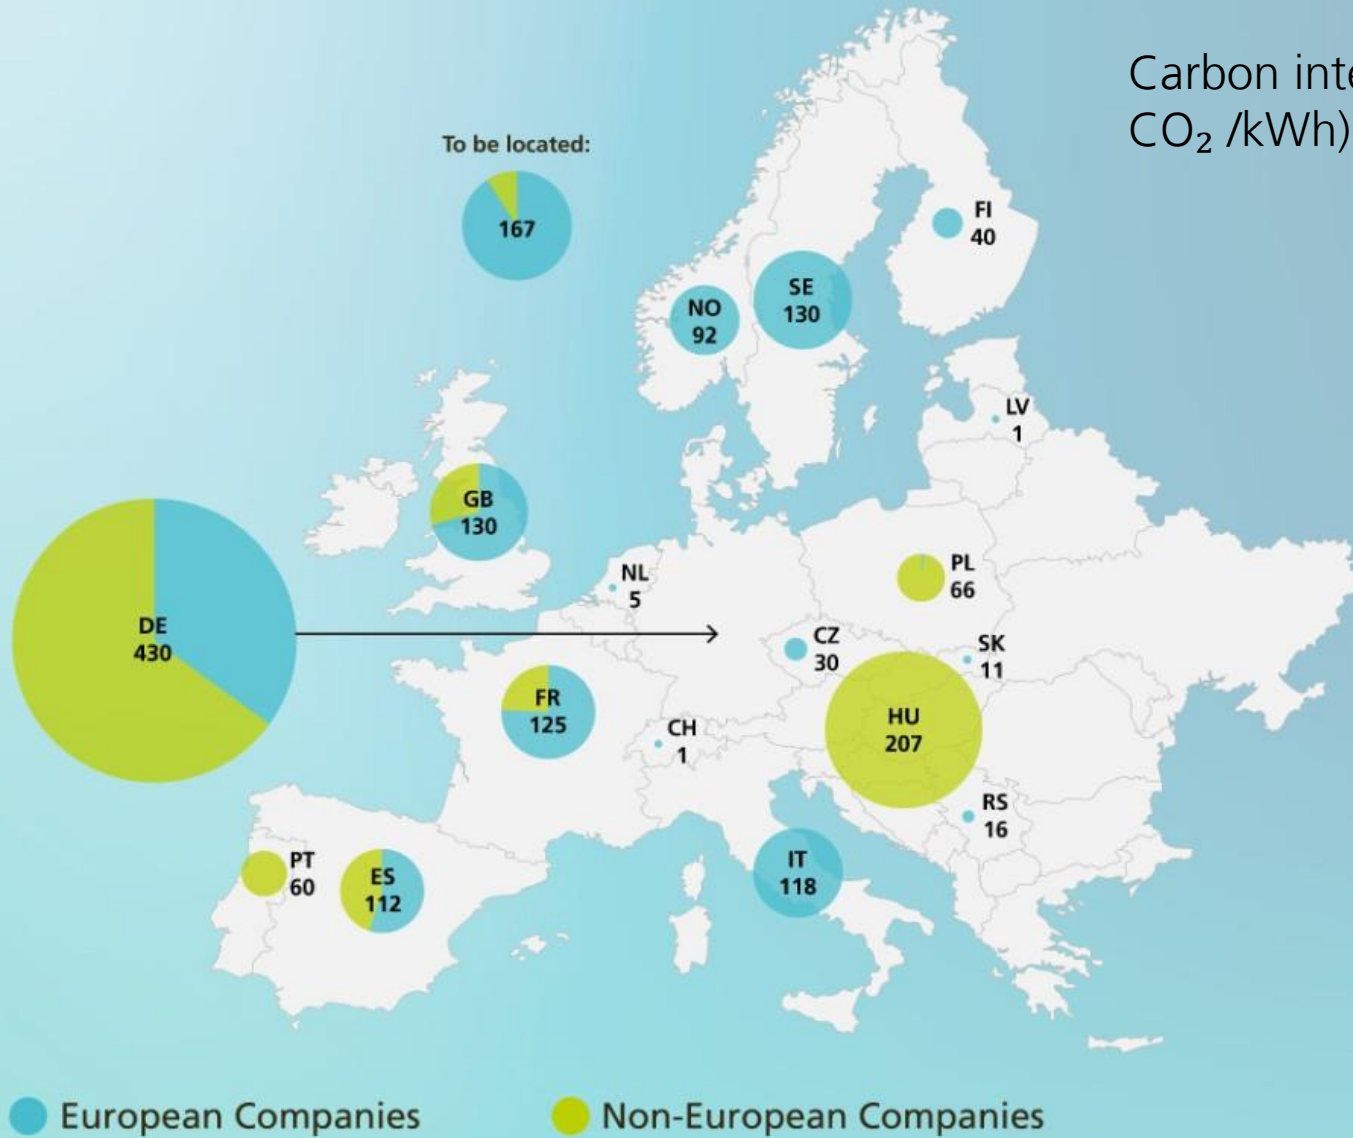 Carbon inte
CO₂ /kWh)
To be located:
167
FI
40
SE
130
NO
92
LV
1
GB
130
NL
5
PL
66
DE
430
CZ
30
SK
11
FR
125
CH
1
HU
207
RS
16
PT
60
ES
112
IT
118
European Companies
Non-European Companies